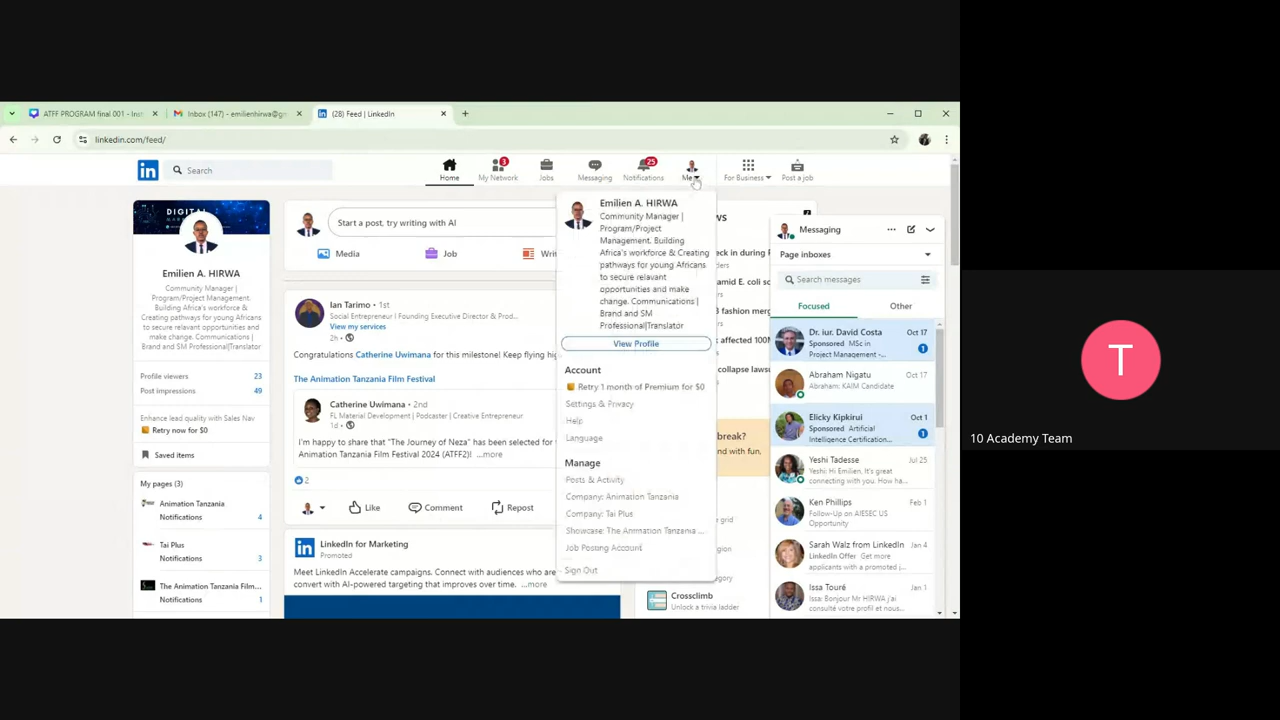 ATFF PROGRAM final 001 - Inst
Inbox (147) - emilienhirwa@gm
(28) Feed | LinkedIn
linkedin.com/feed/
in
Search
Home
3
My Network
Jobs
Messaging
25
Notifications
Me
For Business
Post a job
DIGITAL
Emilien A. HIRWA
Community Manager |
Program/Project Management.
Building Africa's workforce &
Creating pathways for young
Africans to secure relevant
opportunities and make
change. Communications |
Brand and SM
Professional|Translator
Profile viewers 23
Post impressions 49
Enhance lead quality with Sales Nav
Retry now for $0
Saved items
My pages (3)
Animation Tanzania
Notifications 4
Tai Plus
Notifications 3
The Animation Tanzania Film...
Notifications 1
Start a post, try writing with AI
Media
Job
Ian Tarimo • 1st
Social Entrepreneur I Founding Executive Director & Prod...
View my services
2h •
Congratulations Catherine Uwimana for this milestone! Keep flying
The Animation Tanzania Film Festival
Catherine Uwimana • 2nd
FL Material Development | Podcaster | Creative Entrepreneur
1d •
I'm happy to share that "The Journey of Neza" has been selected for
Animation Tanzania Film Festival 2024 (ATFF2)! ...more
2
Like
Comment
Repost
LinkedIn for Marketing
Promoted
Meet LinkedIn Accelerate campaigns. Connect with audiences who are
convert with AI-powered targeting that improves over time. ...more
Emilien A. HIRWA
Community Manager |
Program/Project
Management. Building
Africa's workforce & Creating
pathways for young Africans
to secure relevant
opportunities and make
change. Communications |
Brand and SM
Professional|Translator
View Profile
Account
Retry 1 month of Premium for $0
Settings & Privacy
Help
Language
Manage
Posts & Activity
Company: Animation Tanzania
Company: Tai Plus
Showcase: The Animation Tanzania ...
Job Posting Account
Sign Out
Crossclimb
Unlock a trivia ladder
Messaging
Page inboxes
Search messages
Focused
Other
Dr. iur. David Costa Oct 17
Sponsored MSc in
Project Management -...
1
Abraham Nigatu Oct 17
Abraham: KAIM Candidate
Elicky Kipkirui Oct 1
Sponsored Artificial
Intelligence Certification...
1
Yeshi Tadesse Jul 25
Yeshi: Hi Emilien, It's great
connecting with you. How ha...
Ken Phillips Feb 1
Follow-Up on AIESEC US
Opportunity
Sarah Walz from LinkedIn Jan 4
LinkedIn Offer Get more
applicants with a promoted j...
Issa Touré Jan 1
Issa: Bonjour Mr HIRWA j'ai
consulté votre profil et nous...
T
10 Academy Team